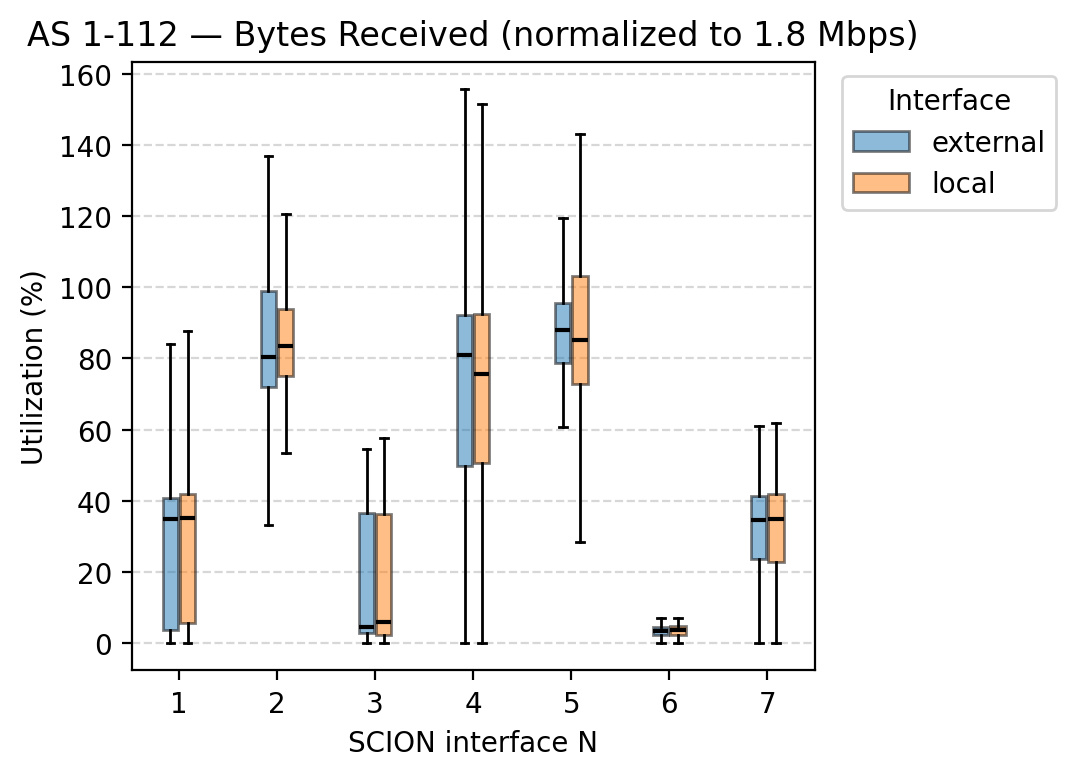 AS 1-112 — Bytes Received (normalized to 1.8 Mbps)
160
140
120
100
80
60
40
20
0
Utilization (%)
1 2 3 4 5 6 7
SCION interface N
Interface
external
local